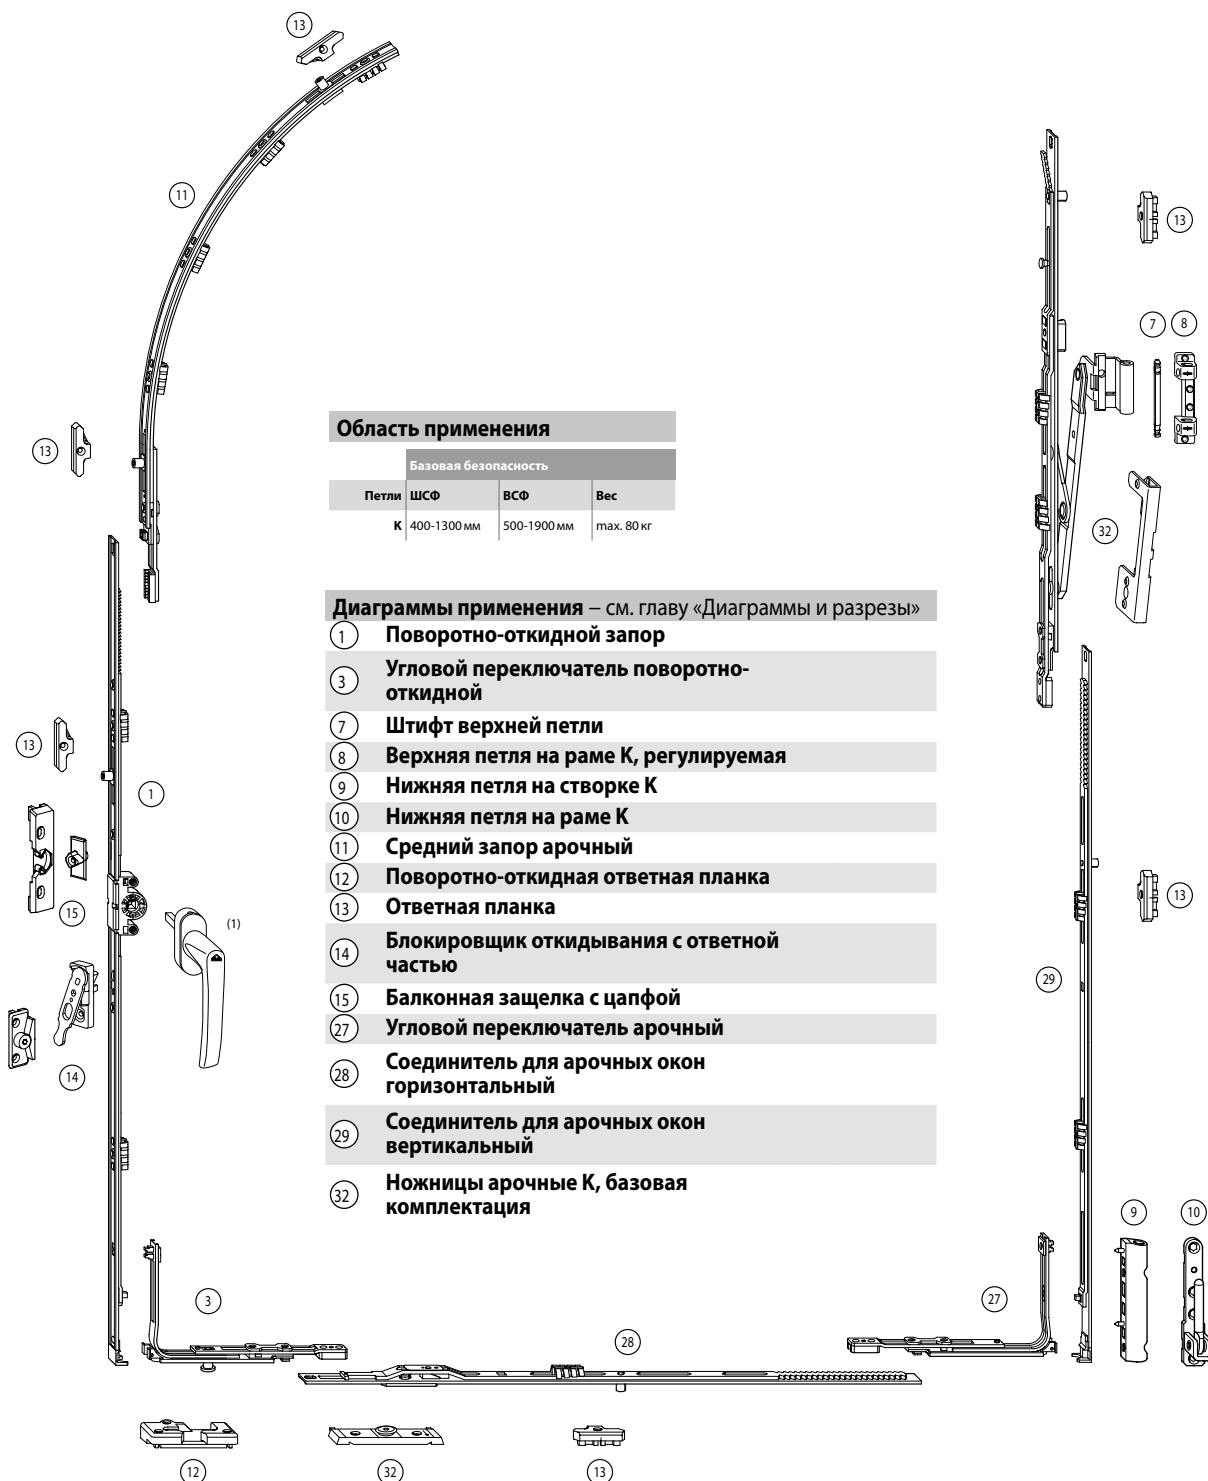 13
11
13
7 8
13
Область применения
Базовая безопасность
Петли ШСФ ВСФ Вес
К 400-1300 мм 500-1900 мм max. 80 кг
32
Диаграммы применения – см. главу «Диаграммы и разрезы»
1 Поворотно-откидной запор
3 Угловой переключатель поворотно-
откидной
7 Штифт верхней петли
8 Верхняя петля на раме К, регулируемая
9 Нижняя петля на створке К
10 Нижняя петля на раме К
11 Средний запор арочный
12 Поворотно-откидная ответная планка
13 Ответная планка
14 Блокировщик откидывания с ответной
частью
15 Балконная защелка с цапфой
27 Угловой переключатель арочный
28 Соединитель для арочных окон
горизонтальный
29 Соединитель для арочных окон
вертикальный
32 Ножницы арочные К, базовая
комплектация
13
1
15
(1)
14
13
29
9 10
3
27
28
12
32
13